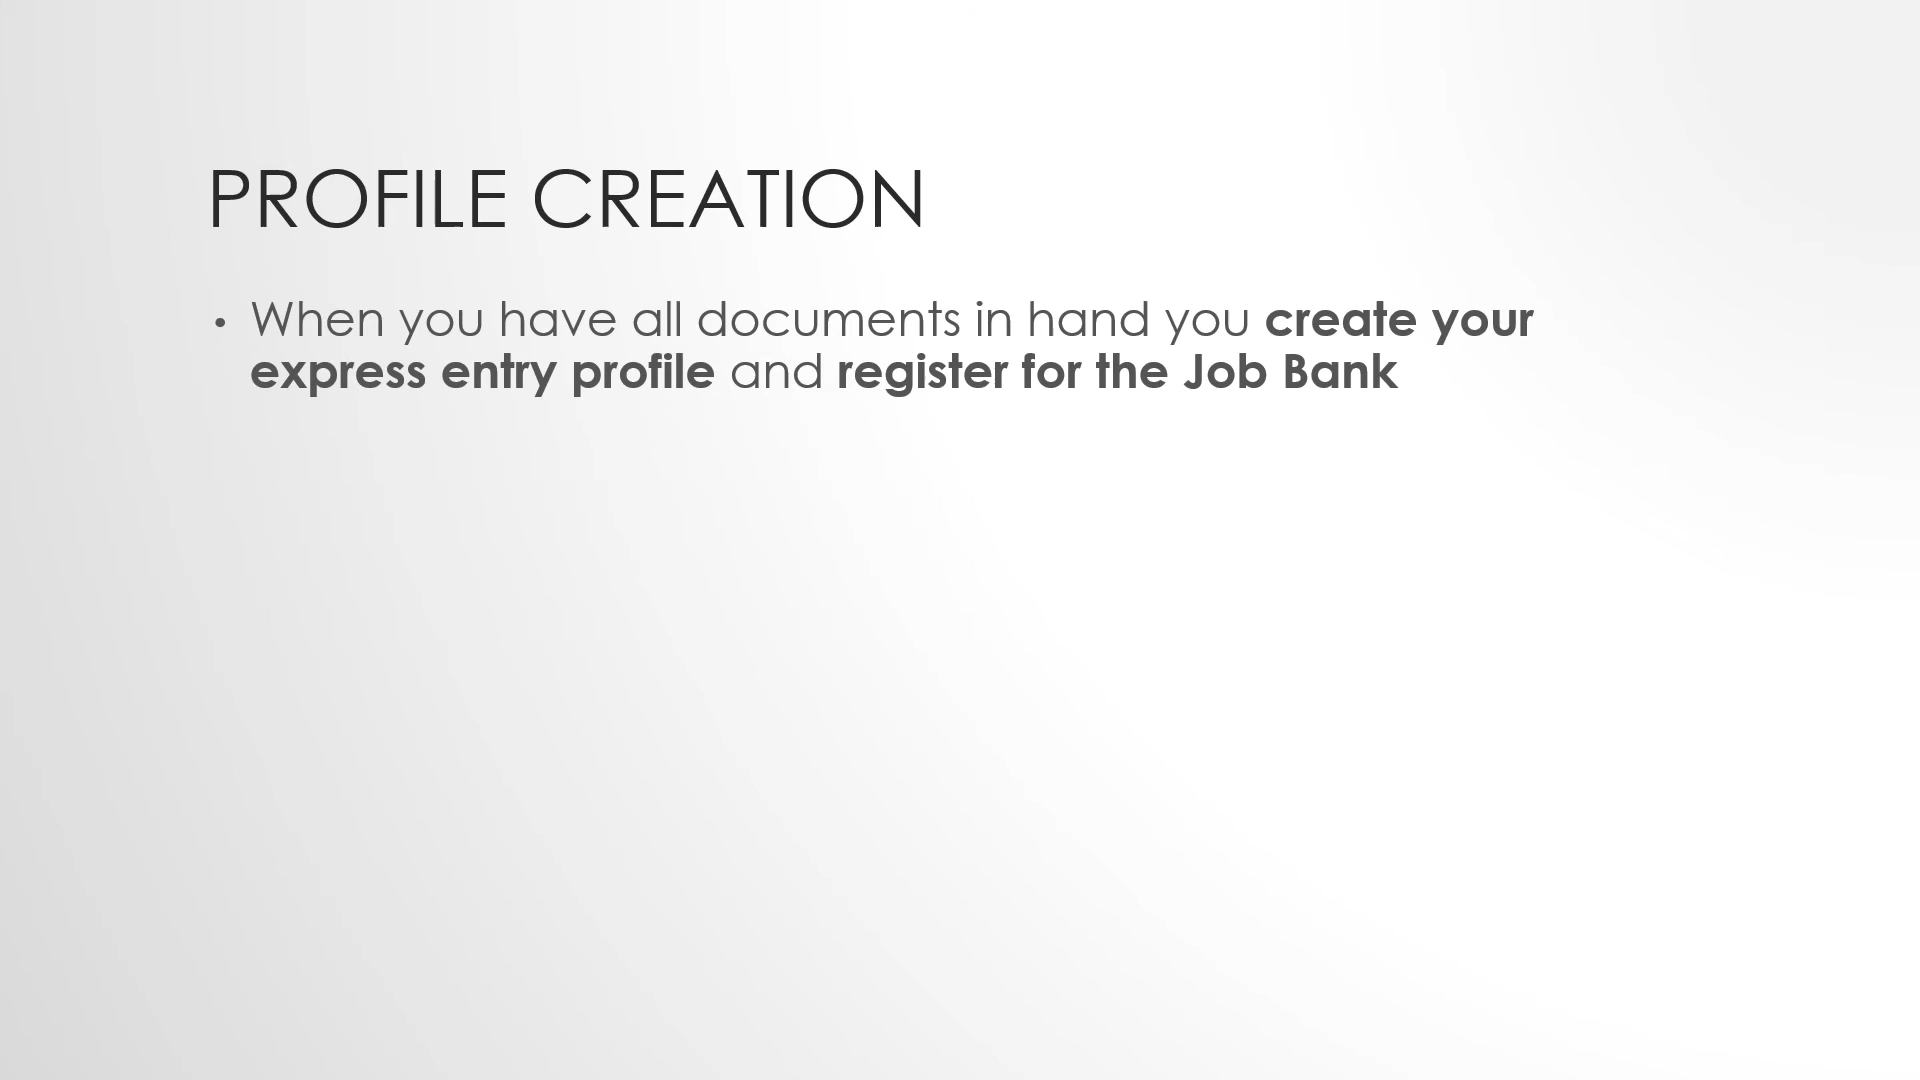 PROFILE CREATION
• When you have all documents in hand you create your
express entry profile and register for the Job Bank